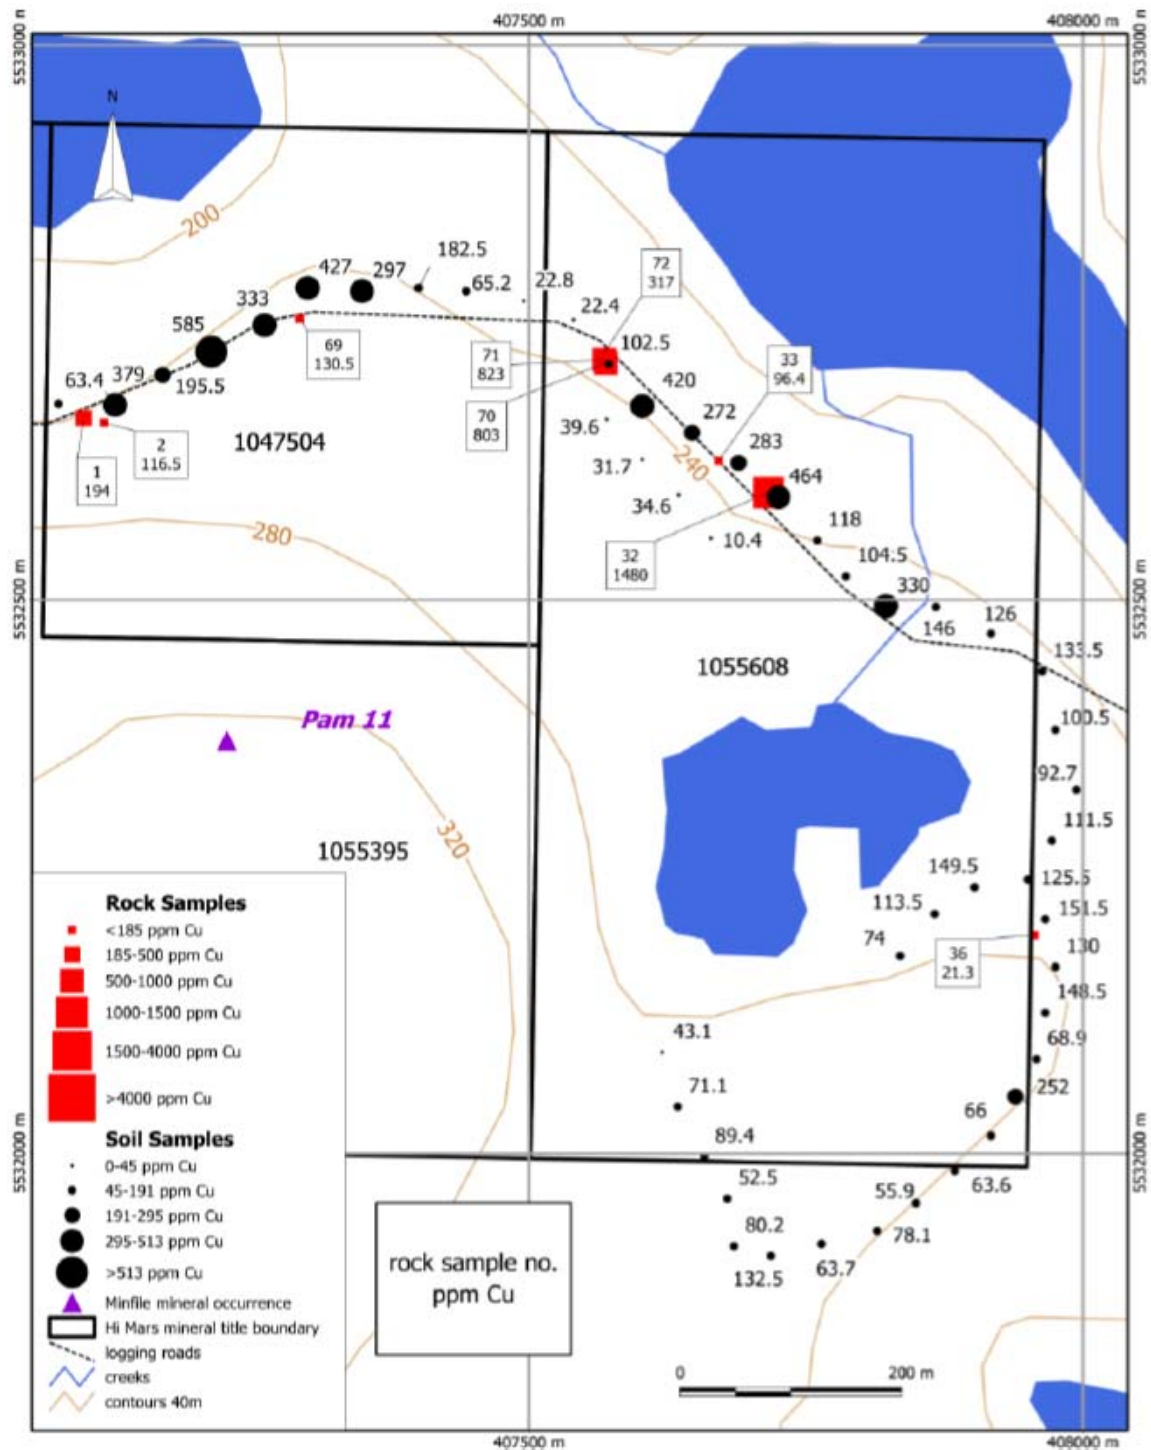 407500 m
408000 m
5533000 n
5533000 n
N
200
427
297
182.5
65.2
22.8
72
317
333
22.4
585
69
130.5
71
823
102.5
33
96.4
63.4
379
195.5
420
70
803
39.6
272
1047504
2
116.5
283
1
194
31.7
240
464
34.6
280
10.4
118
32
1480
104.5
330
5532500 m
5532500 m
146
126
1055608
133.5
Pam 11
100.5
92.7
320
1055395
111.5
149.5
125.5
113.5
151.5
74
36
21.3
130
148.5
43.1
68.9
71.1
252
66
89.4
5532000 m
5532000 m
52.5
55.9
63.6
80.2
78.1
132.5
63.7
Rock Samples
<185 ppm Cu
185-500 ppm Cu
500-1000 ppm Cu
1000-1500 ppm Cu
1500-4000 ppm Cu
>4000 ppm Cu
Soil Samples
0-45 ppm Cu
45-191 ppm Cu
191-295 ppm Cu
295-513 ppm Cu
>513 ppm Cu
Minfile mineral occurrence
Hi Mars mineral title boundary
logging roads
creeks
contours 40m
rock sample no.
ppm Cu
0
200 m
407500 m
408000 m